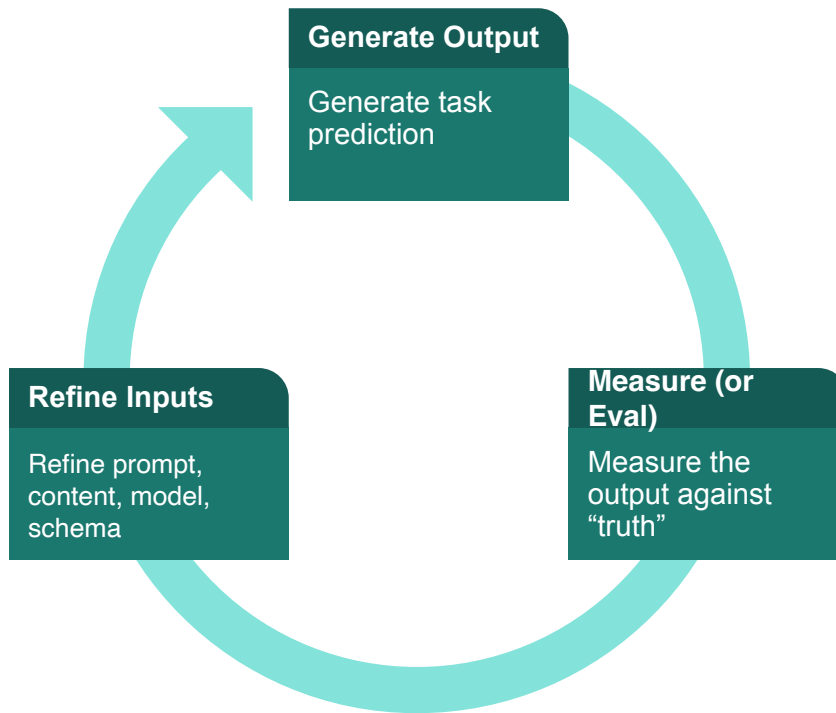 Generate Output
Generate task
prediction
Measure (or
Eval)
Measure the
output against
“truth”
Refine Inputs
Refine prompt,
content, model,
schema